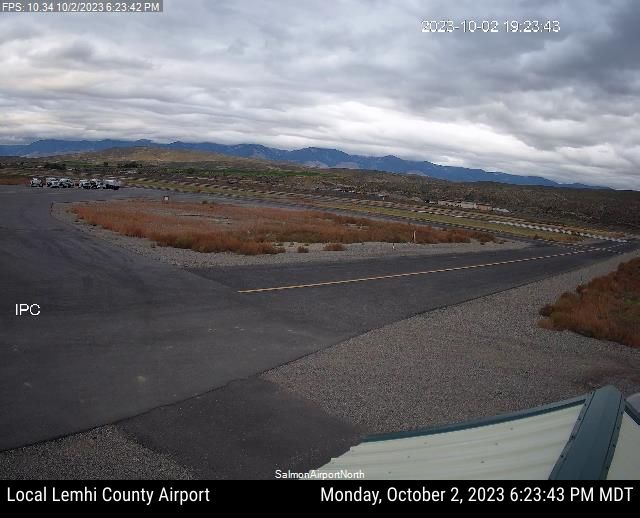 FPS: 10.34 10/2/2023 6:23:42 PM
2023-10-02 19:23:43
IPC
SalmonAirportNorth
Local Lemhi County Airport
Monday, October 2, 2023 6:23:43 PM MDT